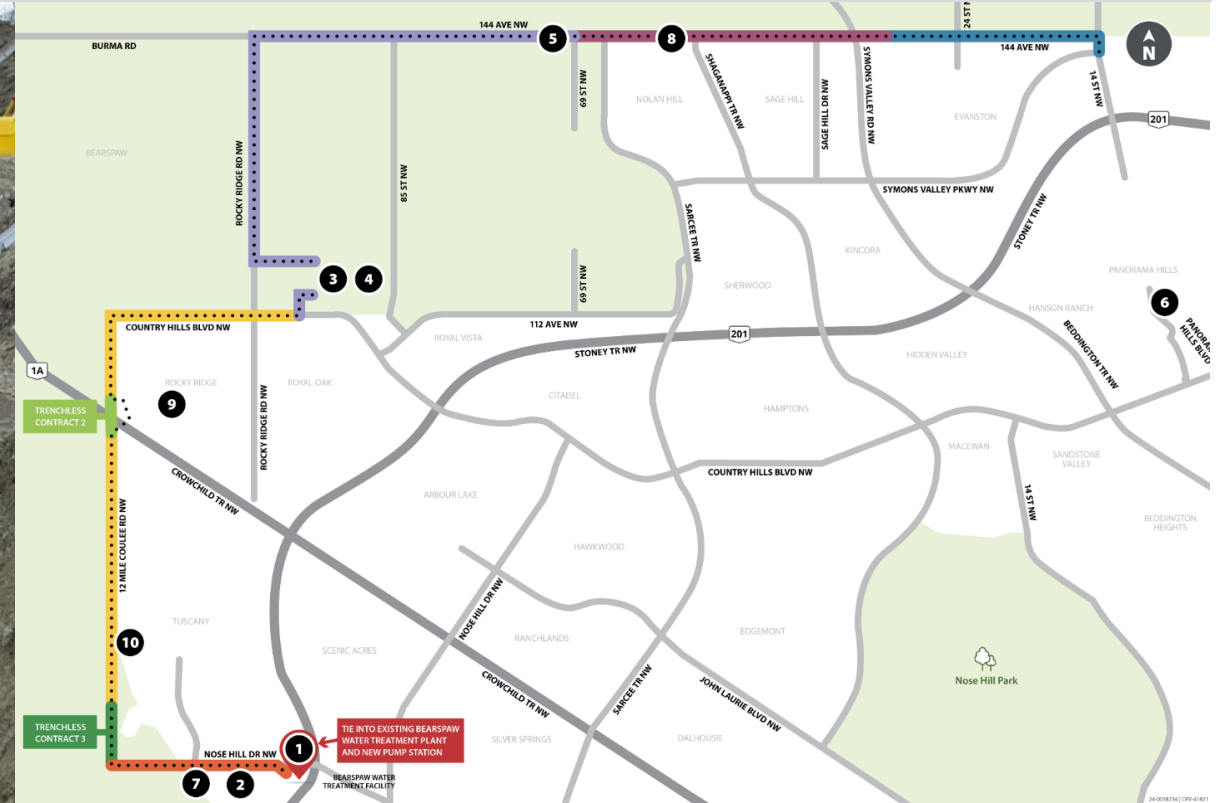 144 AVE NW
24 ST N
BURMA RD
5
8
144 AVE NW
N
69 ST NW
NOLAN HILL
SHAGANAPPI TR NW
SAGE HILL
SAGE HILL DR NW
SYMONS VALLEY RD NW
EVANSTON
14 ST NW
201
BEARSPAW
ROCKY RIDGE RD NW
85 ST NW
SYMONS VALLEY PKWY NW
SARCEE TR NW
STONEY TR NW
KINCORA
3
4
69 ST NW
SHERWOOD
PANORAMA HILLS
6
HANSON RANCH
PANORA
HILLS BLVD
COUNTRY HILLS BLVD NW
112 AVE NW
201
ROYAL VISTA
STONEY TR NW
BEDDINGTON TR NW
HIDDEN VALLEY
1A
ROCKY RIDGE
ROYAL OAK
9
CITADEL
HAMPTONS
TRENCHLESS
CONTRACT 2
ROCKY RIDGE RD NW
MACEWAN
SANDSTONE
VALLEY
COUNTRY HILLS BLVD NW
CROWCHILD TR NW
ARBOUR LAKE
14 ST NW
BEDDINGTON
HEIGHTS
12 MILE COULEE RD NW
HAWKWOOD
NOSE HILL DR NW
TUSCANY
10
RANCHLANDS
EDGEMONT
SCENIC ACRES
Nose Hill Park
CROWCHILD TR NW
SARCEE TR NW
JOHN LAURIE BLVD NW
TRENCHLESS
CONTRACT 3
TIE INTO EXISTING BEARSPAW
WATER TREATMENT PLANT
AND NEW PUMP STATION
1
SILVER SPRINGS
DALHOUSIE
NOSE HILL DR NW
7
2
BEARSPAW WATER
TREATMENT FACILITY